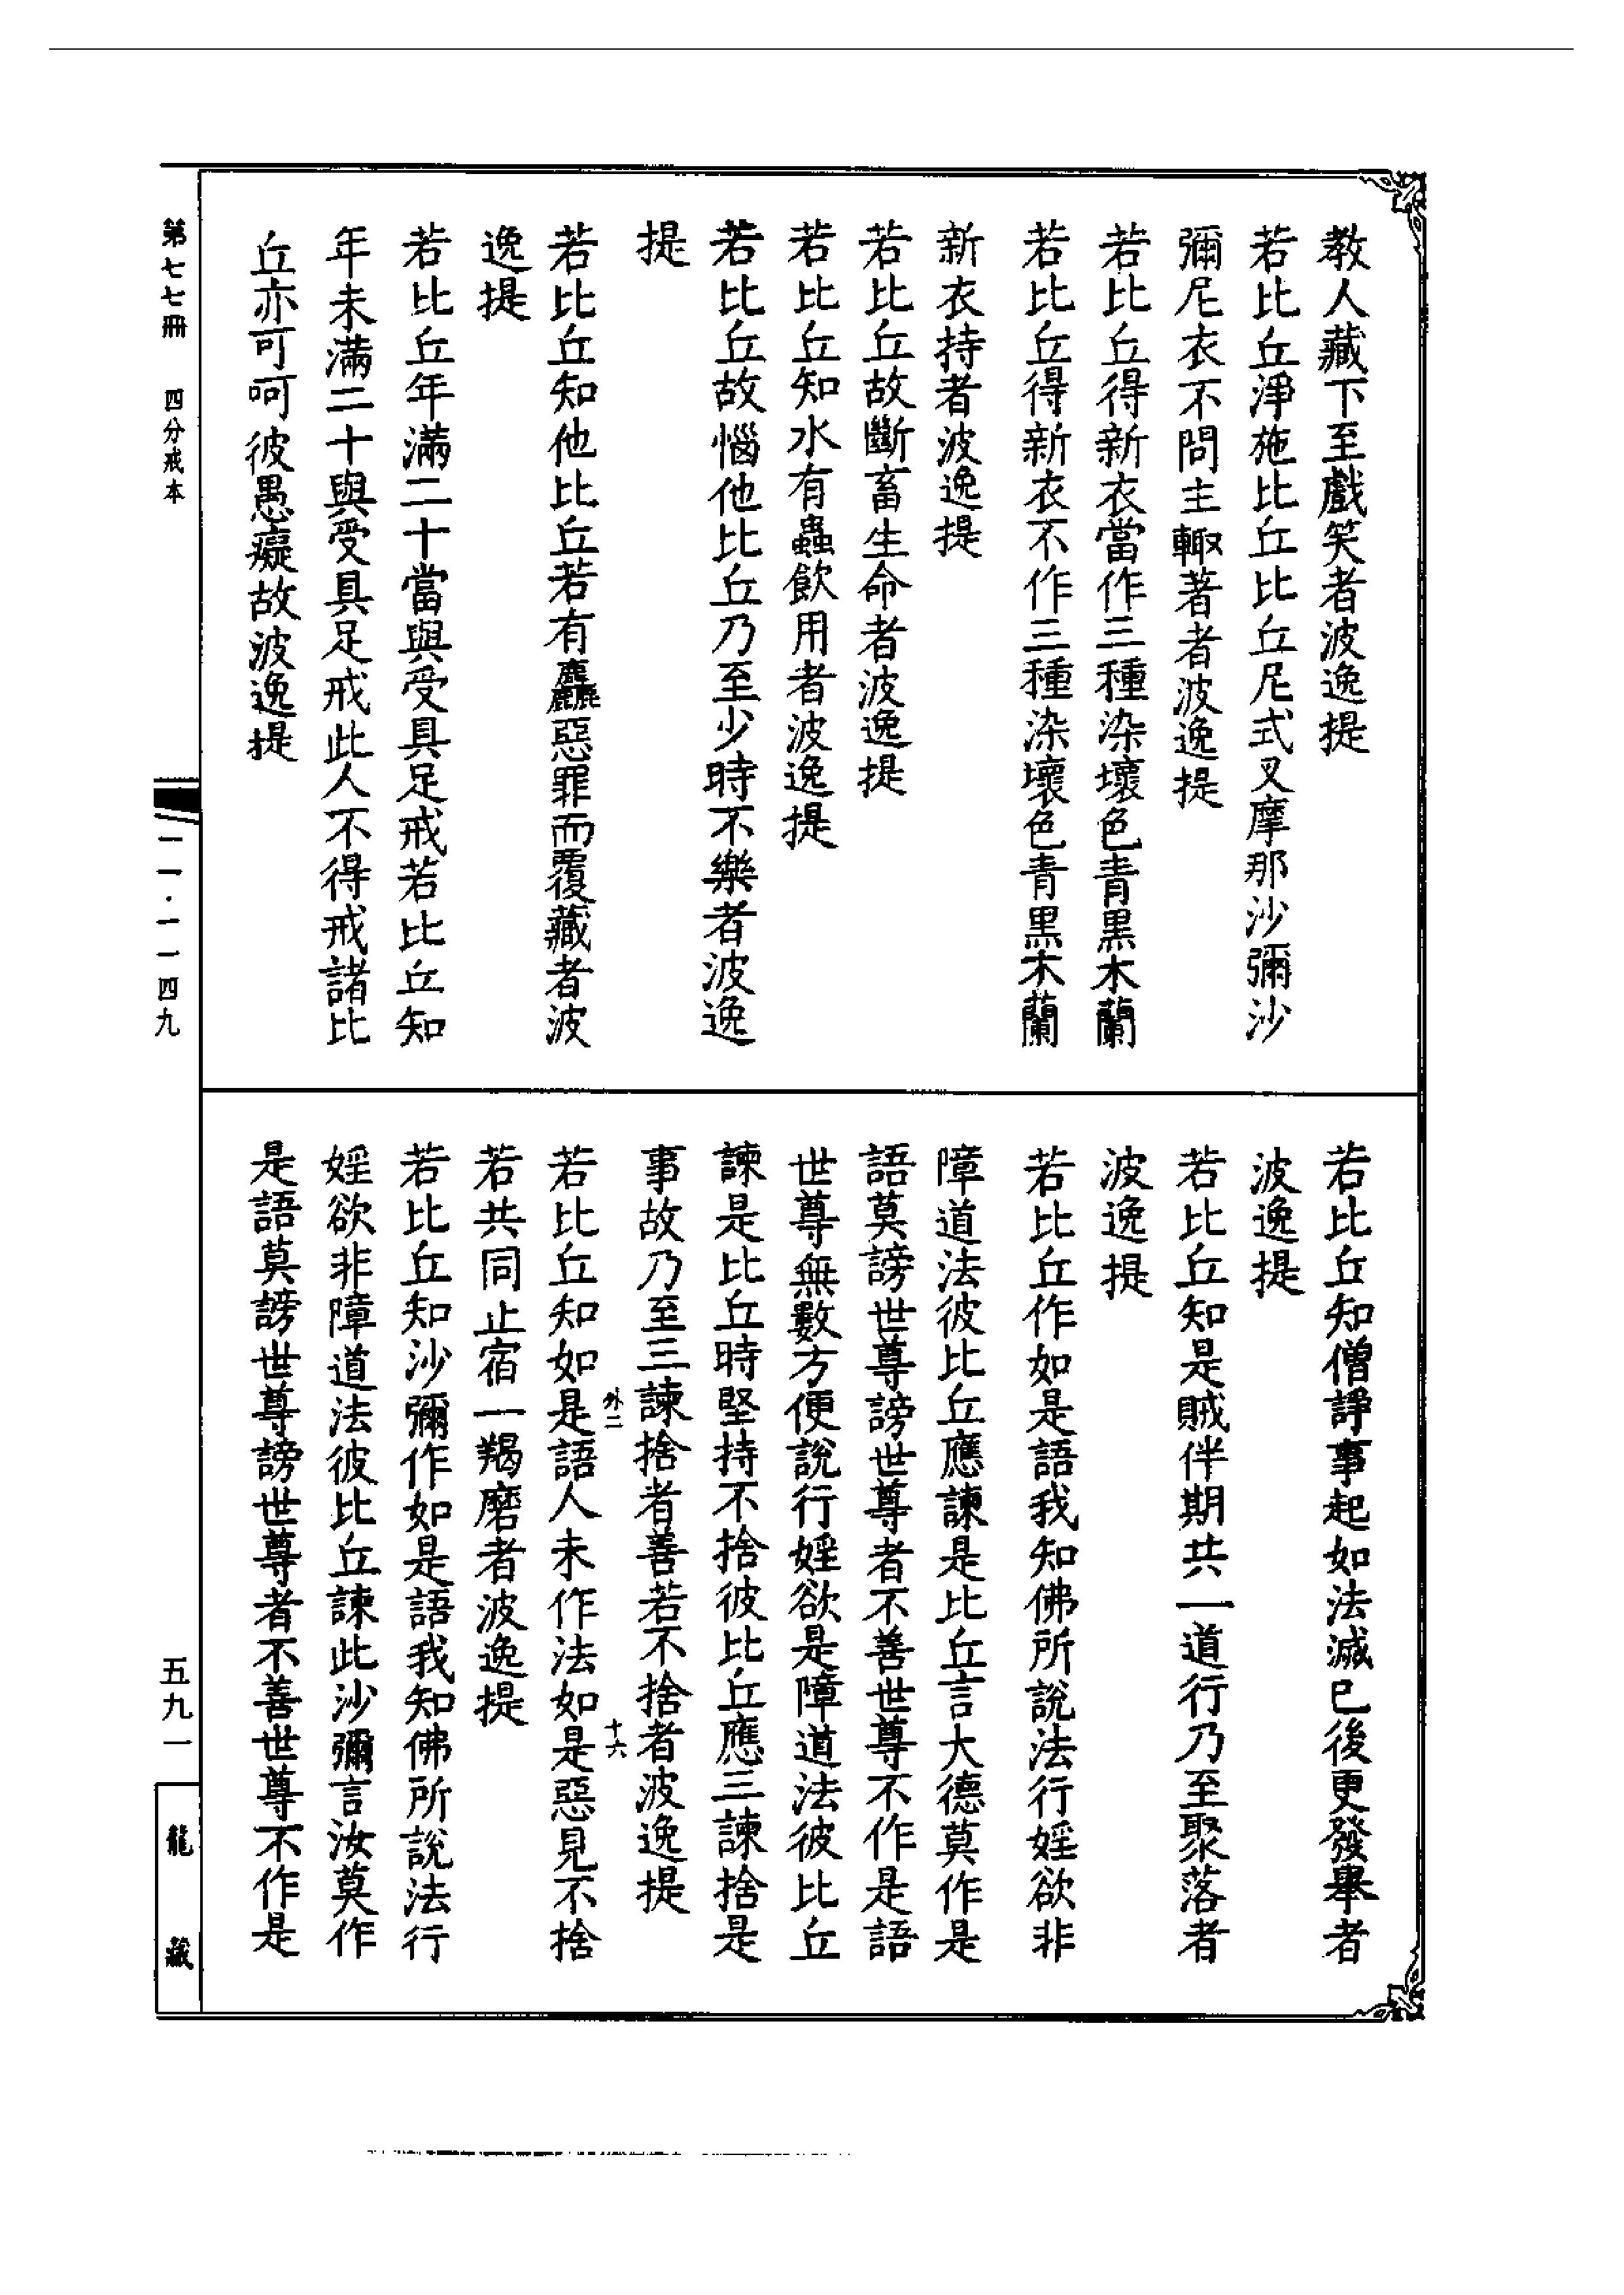 教人藏下至戲笑者波逸提
若比丘淨施比丘比丘尼式叉摩那沙彌沙
彌尼衣不問主輙著者波逸提
若比丘得新衣當作三種染壞色青黑木蘭
若比丘得新衣不作三種染壞色青黑木蘭
新衣持者波逸提
若比丘故斷畜生命者波逸提
若比丘知水有蟲飲用者波逸提
若比丘故惱他比丘乃至少時不樂者波逸
提
若比丘知他比丘若有麤惡罪而覆藏者波
逸提
若比丘年滿二十當與受具足戒若比丘知
年未滿二十與受具足戒此人不得戒諸比
丘亦可呵彼愚癡故波逸提
若比丘知僧諍事起如法滅已後更發舉者
波逸提
若比丘知是賊伴期共一道行乃至聚落者
波逸提
若比丘作如是語我知佛所說法行婬欲非
障道法彼比丘應諫是比丘言大德莫作是
語莫謗世尊謗世尊者不善世尊不作是語
世尊無數方便說行婬欲是障道法彼比丘
諫是比丘時堅持不捨彼比丘應三諫捨是
事故乃至三諫捨者善若不捨者波逸提
外二
十六
若比丘知如是語人未作法如是惡見不捨
若共同止宿一羯磨者波逸提
若比丘知沙彌作如是語我知佛所說法行
婬欲非障道法彼比丘諫此沙彌言汝莫作
是語莫謗世尊謗世尊者不善世尊不作是
第七七冊 四分戒本
一一·一一四九
五九一
龍藏